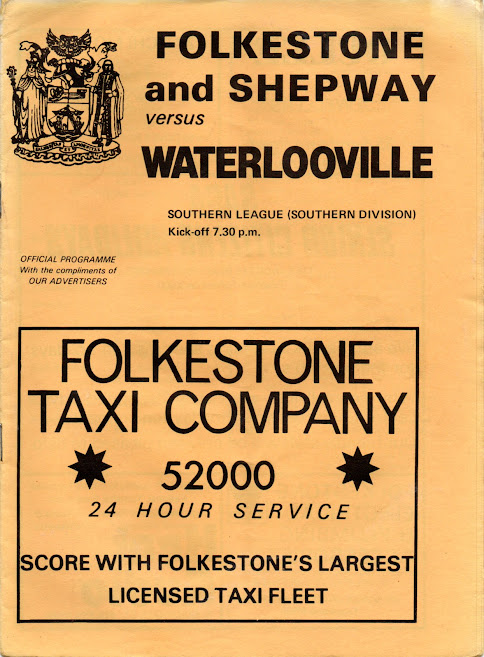 FOLKESTONE
and SHEPWAY
versus
WATERLOOVILLE
SOUTHERN LEAGUE (SOUTHERN DIVISION)
Kick-off 7.30 p.m.
OFFICIAL PROGRAMME
With the compliments of
OUR ADVERTISERS
FOLKESTONE
TAXI COMPANY
52000
24 HOUR SERVICE
SCORE WITH FOLKESTONE'S LARGEST
LICENSED TAXI FLEET